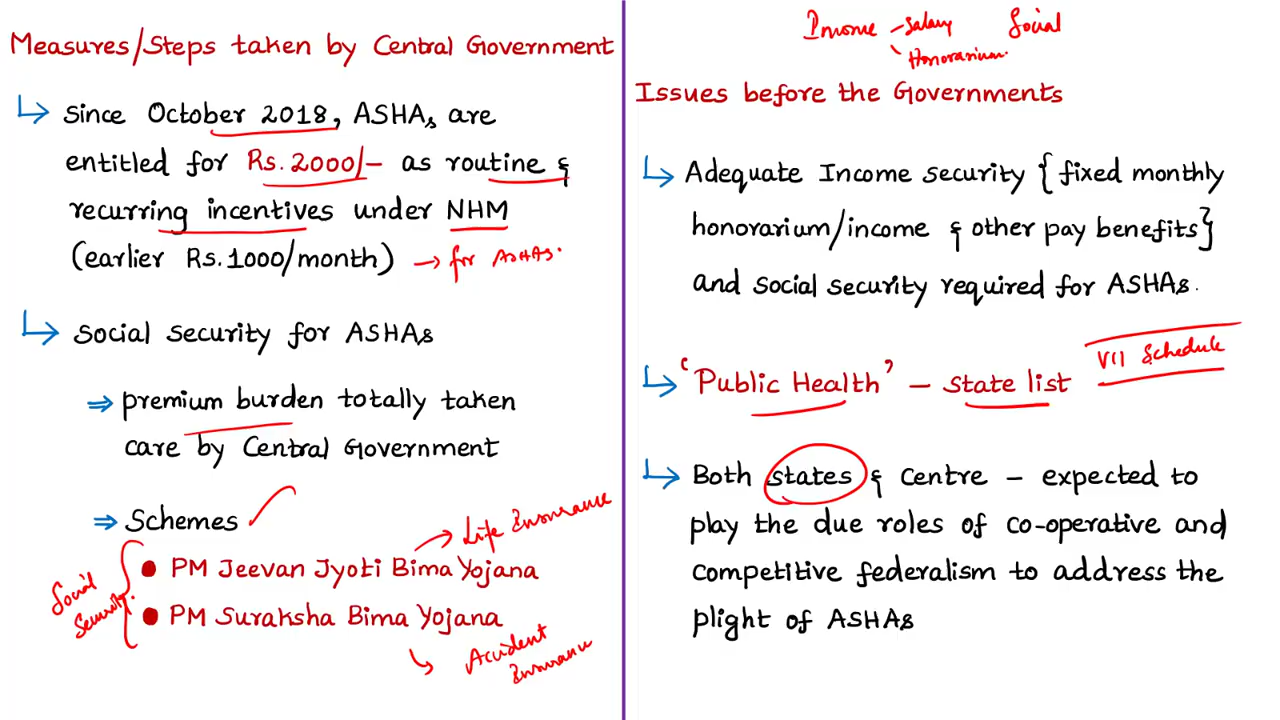 Measures/Steps taken by Central Government
↳ Since October 2018, ASHAs are
entitled for Rs.2000/- as routine &
recurring incentives under NHM
(earlier Rs.1000/month) → for ASHAs.
↳ Social security for ASHAs
⇒ premium burden totally taken
care by Central Government
⇒ Schemes ✓
• PM Jeevan Jyoti Bima Yojana
Life Insurance
• PM Suraksha Bima Yojana
Accident
Insurance
Social
Security
Income - Salary
Honorarium.
Social
Issues before the Governments
↳ Adequate Income security {fixed monthly
honorarium/income & other pay benefits}
and social security required for ASHAs.
VII Schedule
↳ 'Public Health' - State list
↳ Both states & Centre - expected to
play the due roles of co-operative and
competitive federalism to address the
plight of ASHAs